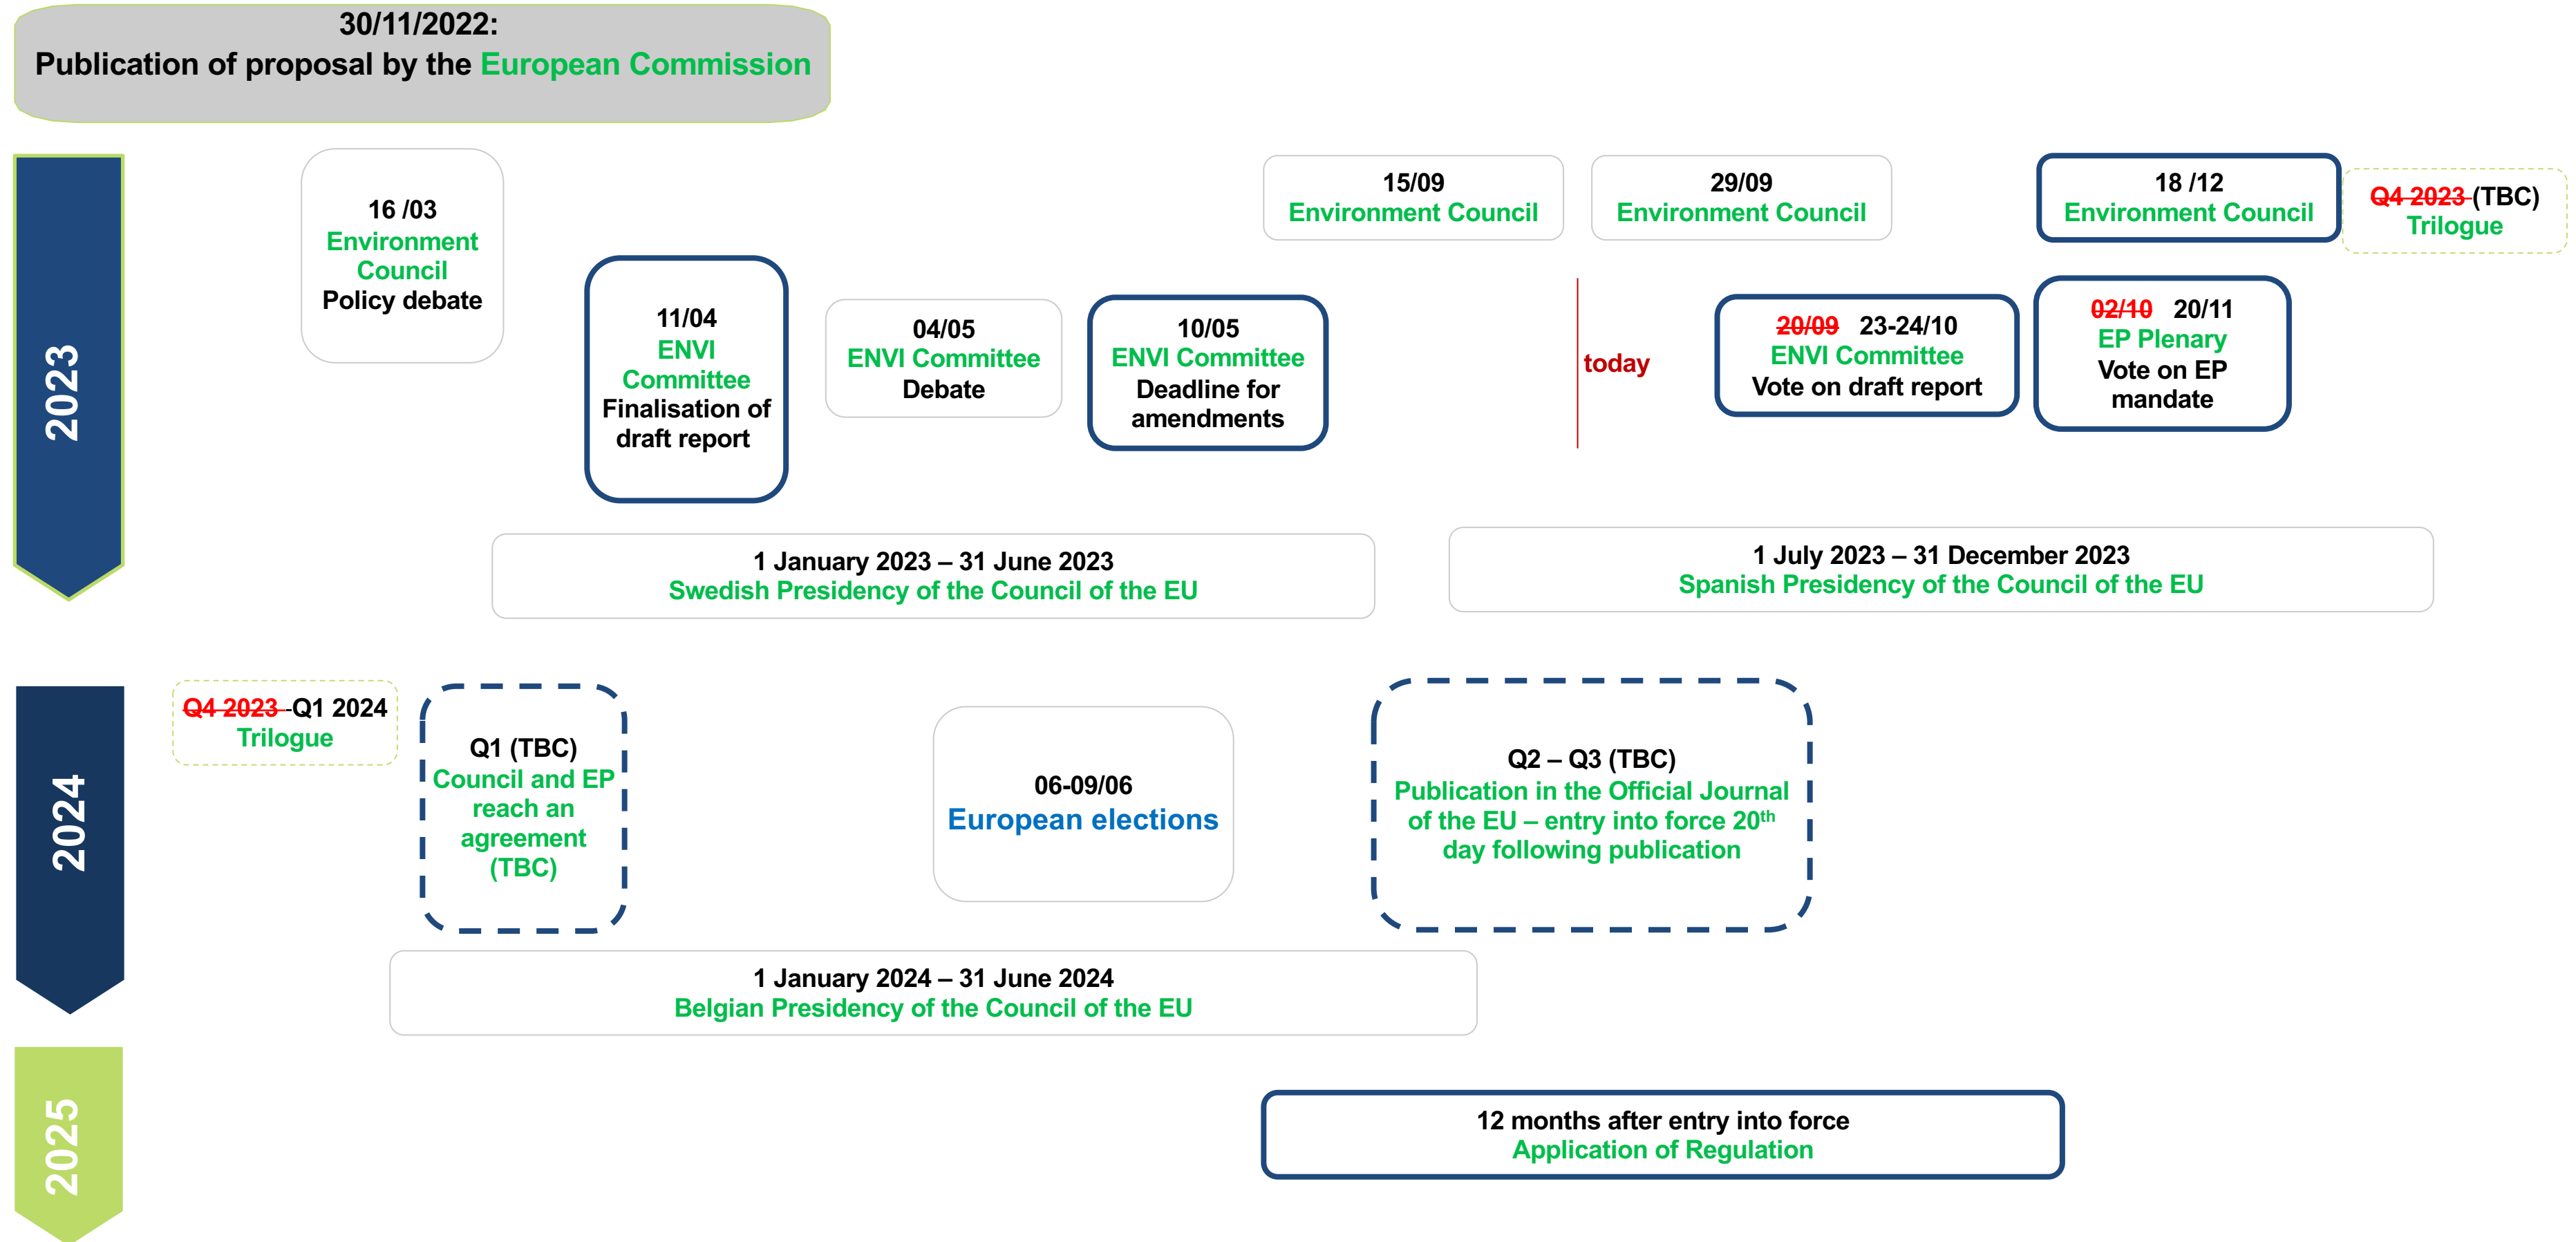 30/11/2022:
Publication of proposal by the European Commission
2023
16 /03
Environment
Council
Policy debate
11/04
ENVI
Committee
Finalisation of
draft report
04/05
ENVI Committee
Debate
10/05
ENVI Committee
Deadline for
amendments
15/09
Environment Council
29/09
Environment Council
today
20/09 23-24/10
ENVI Committee
Vote on draft report
18 /12
Environment Council
Q4 2023 (TBC)
Trilogue
02/10 20/11
EP Plenary
Vote on EP
mandate
1 January 2023 – 31 June 2023
Swedish Presidency of the Council of the EU
1 July 2023 – 31 December 2023
Spanish Presidency of the Council of the EU
2024
Q4 2023 -Q1 2024
Trilogue
Q1 (TBC)
Council and EP
reach an
agreement
(TBC)
06-09/06
European elections
Q2 – Q3 (TBC)
Publication in the Official Journal
of the EU – entry into force 20th
day following publication
1 January 2024 – 31 June 2024
Belgian Presidency of the Council of the EU
2025
12 months after entry into force
Application of Regulation